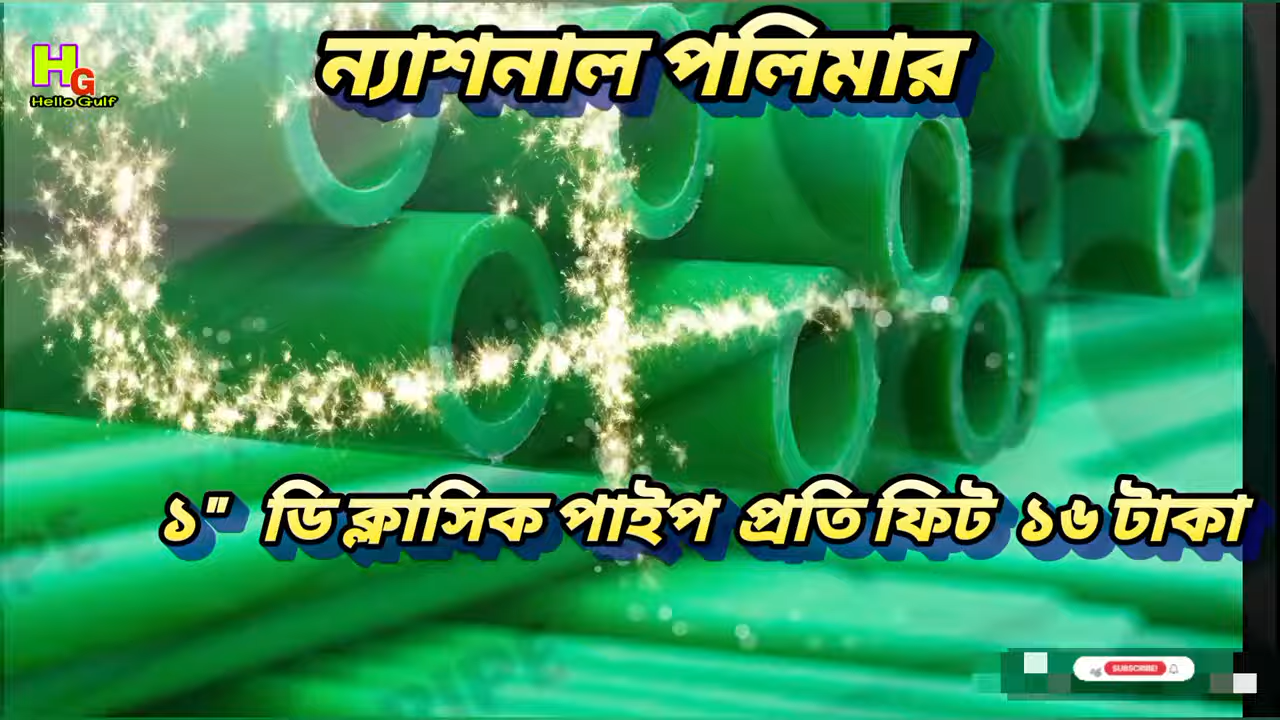 ন্যাশনাল পলিমার
HG
Hello Gulf
১" ডি ক্লাসিক পাইপ প্রতি ফিট ১৬ টাকা
SUBSCRIBE!